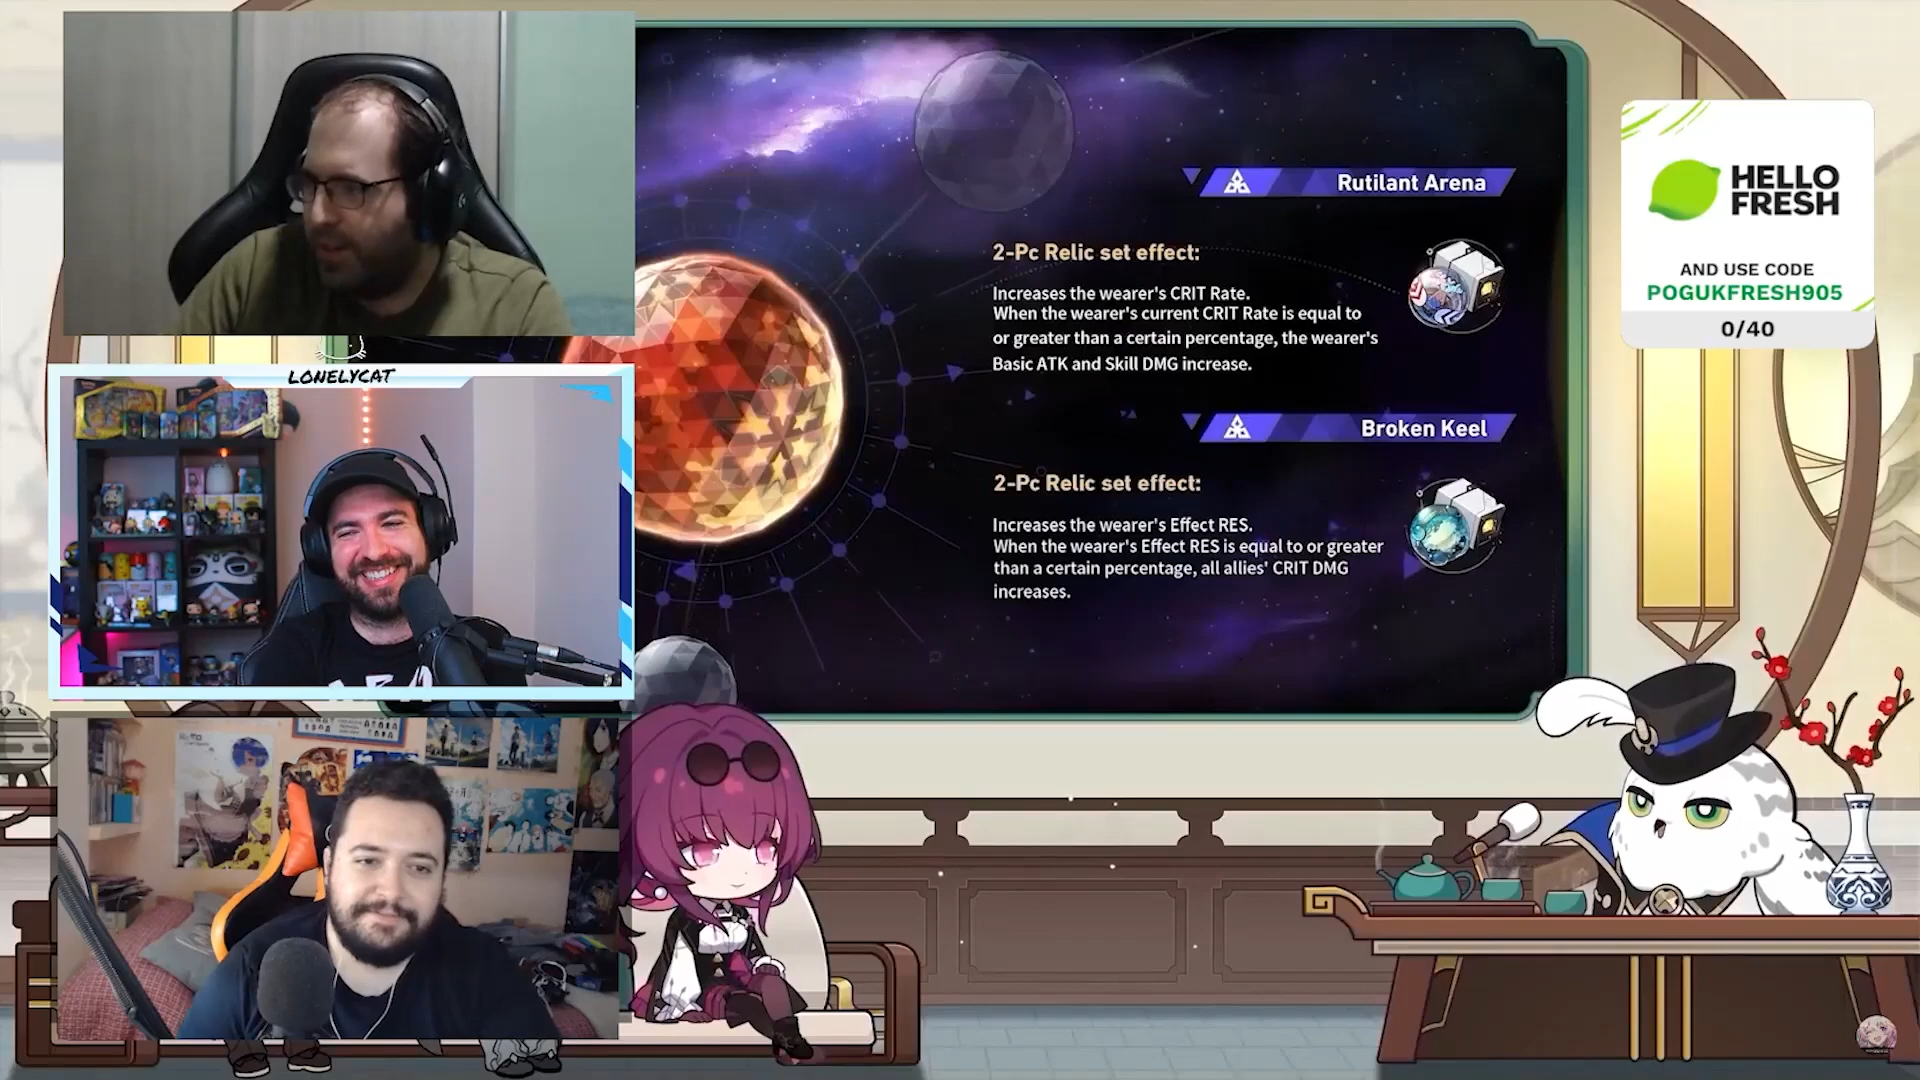 LONELYCAT
Rutilant Arena
2-Pc Relic set effect:
Increases the wearer's CRIT Rate.
When the wearer's current CRIT Rate is equal to
or greater than a certain percentage, the wearer's
Basic ATK and Skill DMG increase.
Broken Keel
2-Pc Relic set effect:
Increases the wearer's Effect RES.
When the wearer's Effect RES is equal to or greater
than a certain percentage, all allies' CRIT DMG
increases.
HELLO
FRESH
AND USE CODE
POGUKFRESH905
0/40